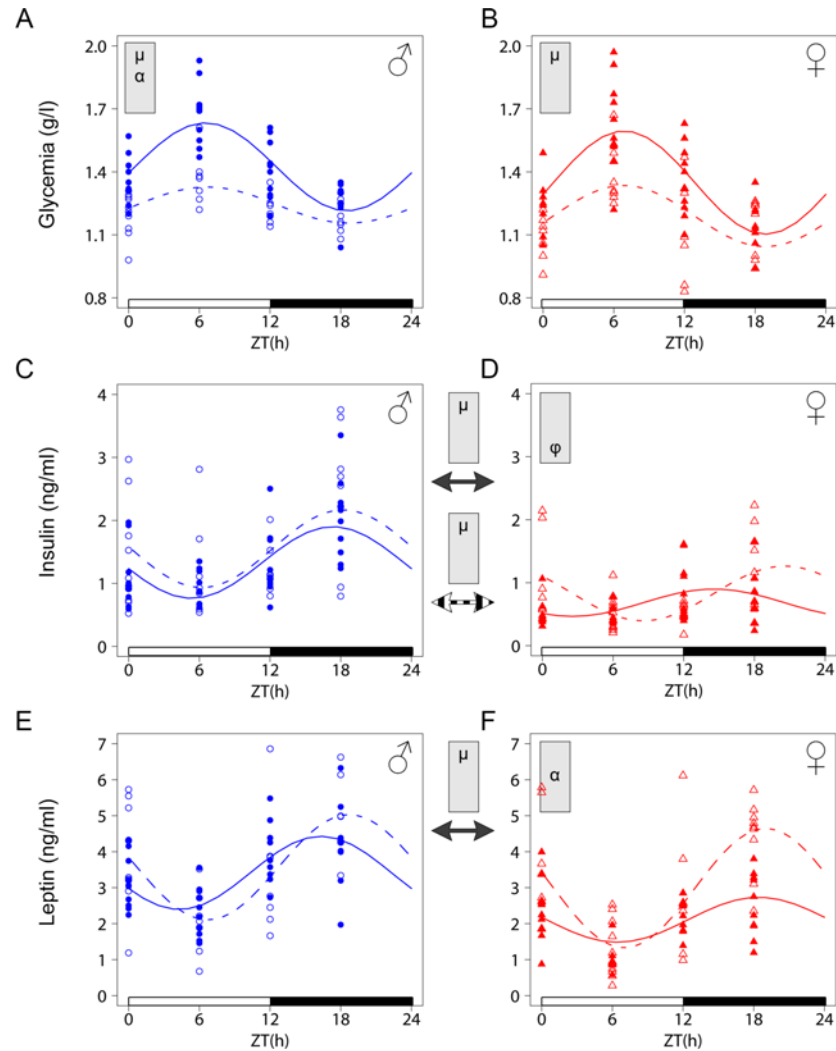 A
B
μ
α
♂
μ
♀
Glycemia (g/l)
2.0
1.7
1.4
1.1
0.8
2.0
1.7
1.4
1.1
0.8
0 6 12 18 24
ZT(h)
0 6 12 18 24
ZT(h)
C
D
♂
μ
φ
♀
μ
Insulin (ng/ml)
4
3
2
1
0
4
3
2
1
0
0 6 12 18 24
ZT(h)
0 6 12 18 24
ZT(h)
E
F
♂
μ
α
♀
Leptin (ng/ml)
7
6
5
4
3
2
1
0
7
6
5
4
3
2
1
0
0 6 12 18 24
ZT(h)
0 6 12 18 24
ZT(h)